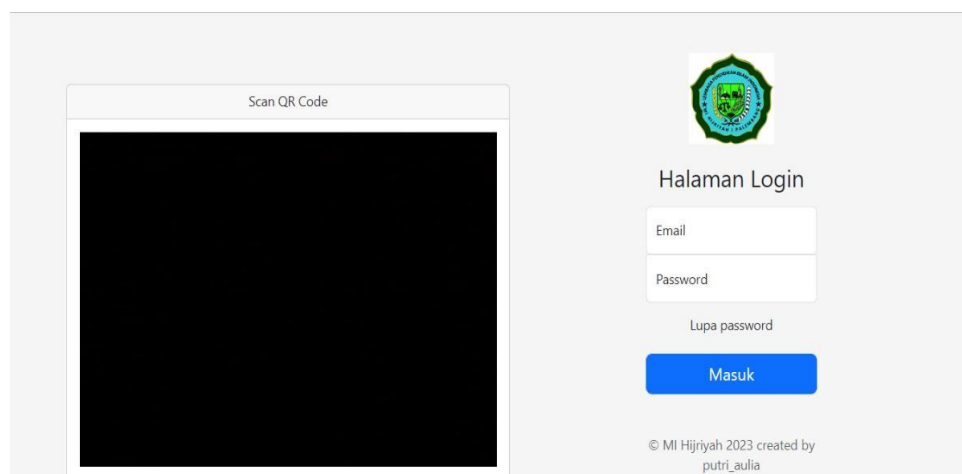 Scan QR Code
Halaman Login
Email
Password
Lupa password
Masuk
© MI Hijriyah 2023 created by
putri_aulia